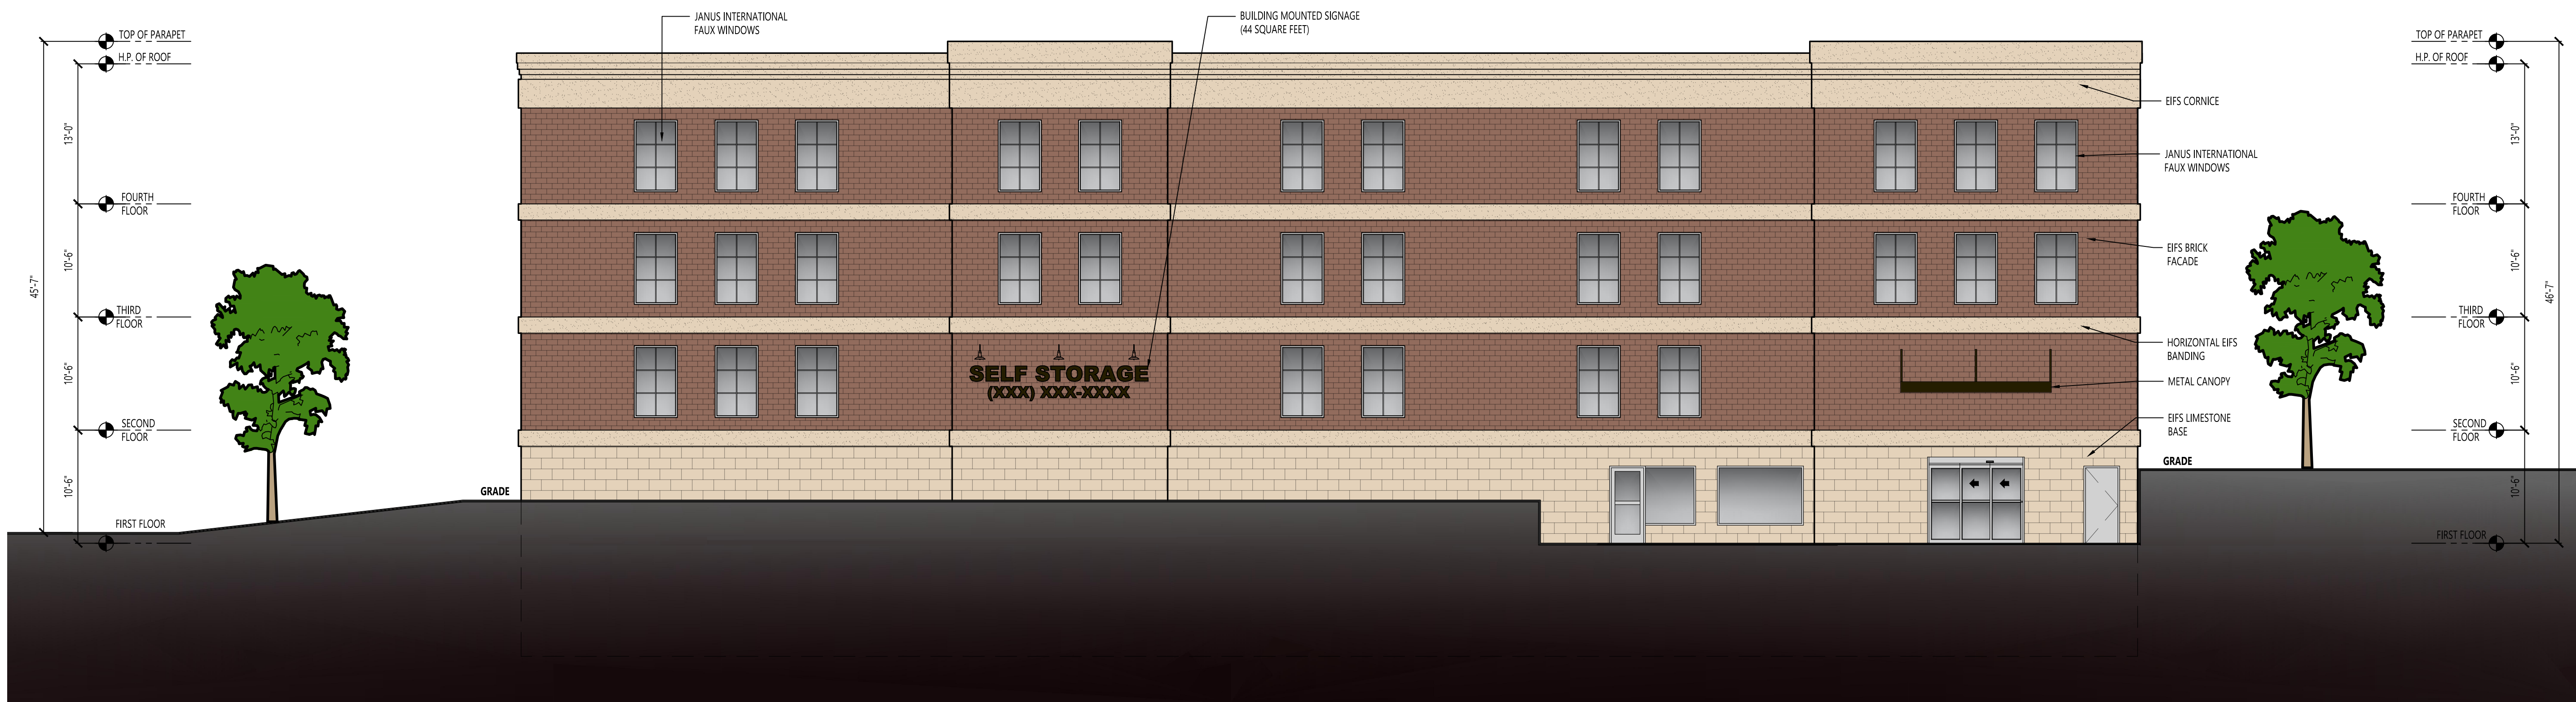 TOP OF PARAPET
H.P. OF ROOF
13'-0"
FOURTH
FLOOR
10'-6"
45'-7"
THIRD
FLOOR
10'-6"
SECOND
FLOOR
10'-6"
FIRST FLOOR
GRADE
JANUS INTERNATIONAL
FAUX WINDOWS
BUILDING MOUNTED SIGNAGE
(44 SQUARE FEET)
SELF STORAGE
(XXX) XXX-XXXX
EIFS CORNICE
JANUS INTERNATIONAL
FAUX WINDOWS
EIFS BRICK
FACADE
HORIZONTAL EIFS
BANDING
METAL CANOPY
EIFS LIMESTONE
BASE
GRADE
TOP OF PARAPET
H.P. OF ROOF
13'-0"
FOURTH
FLOOR
10'-6"
46'-7"
THIRD
FLOOR
10'-6"
SECOND
FLOOR
10'-6"
FIRST FLOOR